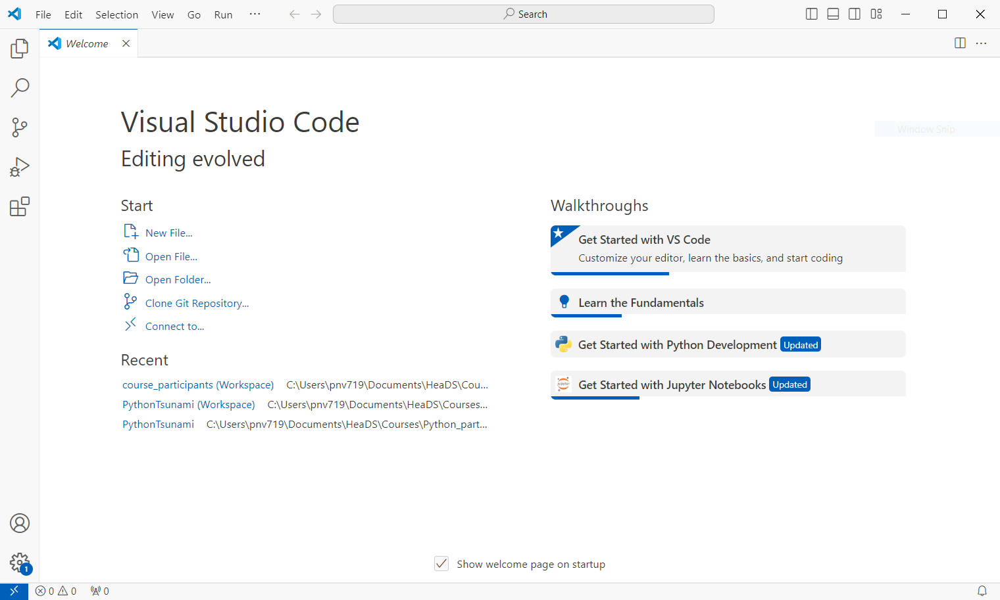 File Edit Selection View Go Run ···
Search
Welcome
Visual Studio Code
Editing evolved
Window Snip
Start
New File...
Open File...
Open Folder...
Clone Git Repository...
Connect to...
Recent
course_participants (Workspace) C:\Users\pnv719\Documents\HeaDS\Cou...
PythonTsunami (Workspace) C:\Users\pnv719\Documents\HeaDS\Courses...
PythonTsunami C:\Users\pnv719\Documents\HeaDS\Courses\Python_part...
Walkthroughs
Get Started with VS Code
Customize your editor, learn the basics, and start coding
Learn the Fundamentals
Get Started with Python Development Updated
jupyter
Get Started with Jupyter Notebooks Updated
Show welcome page on startup
1
0 0 0